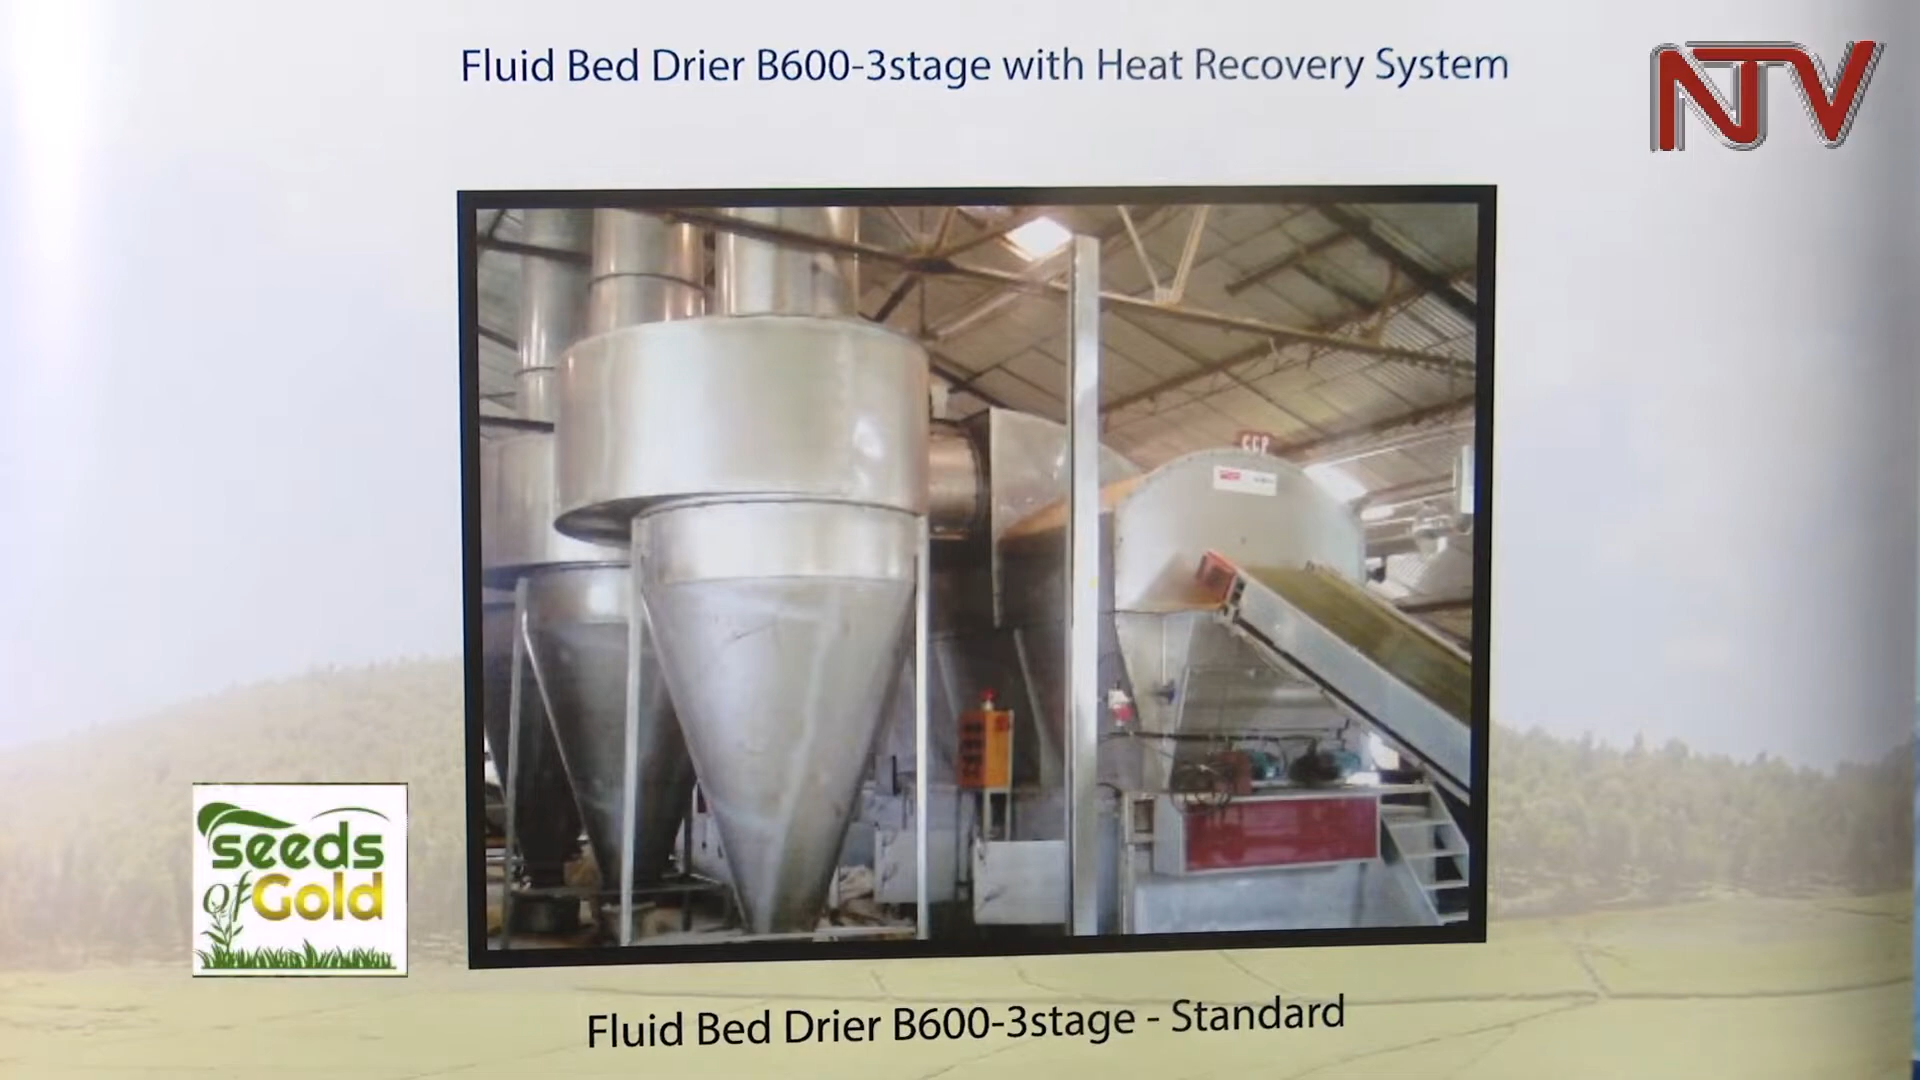 Fluid Bed Drier B600-3stage with Heat Recovery System
NTV
CCP
seeds
of Gold
Fluid Bed Drier B600-3stage - Standard